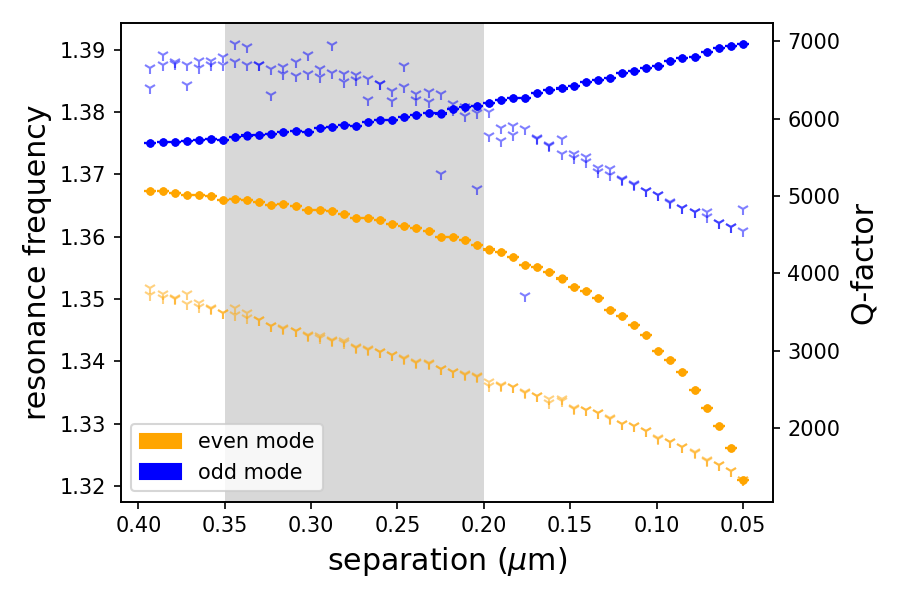 resonance frequency
1.39
1.38
1.37
1.36
1.35
1.34
1.33
1.32
7000
6000
5000
4000
3000
2000
Q-factor
even mode
odd mode
0.40 0.35 0.30 0.25 0.20 0.15 0.10 0.05
separation (μm)